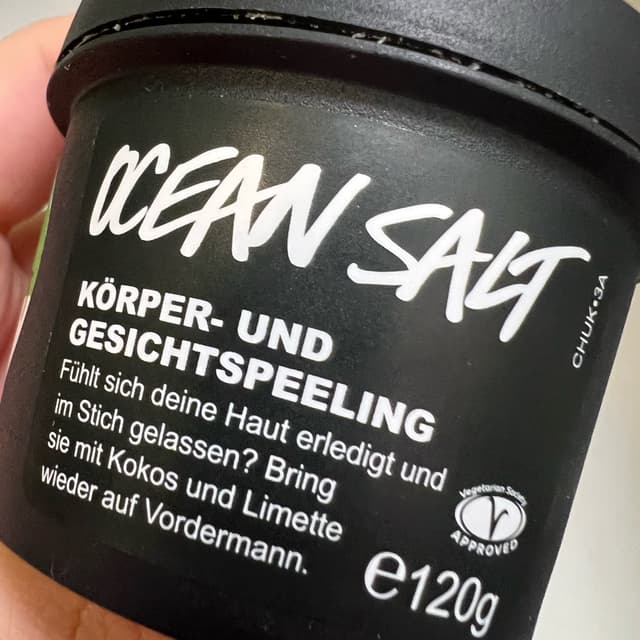 OCEAN SALT
KÖRPER- UND
GESICHTSPEELING
Fühlt sich deine Haut erledigt und
im Stich gelassen? Bring
sie mit Kokos und Limette
wieder auf Vordermann.
CHUK•3A
Vegetarian Society
APPROVED
e120g